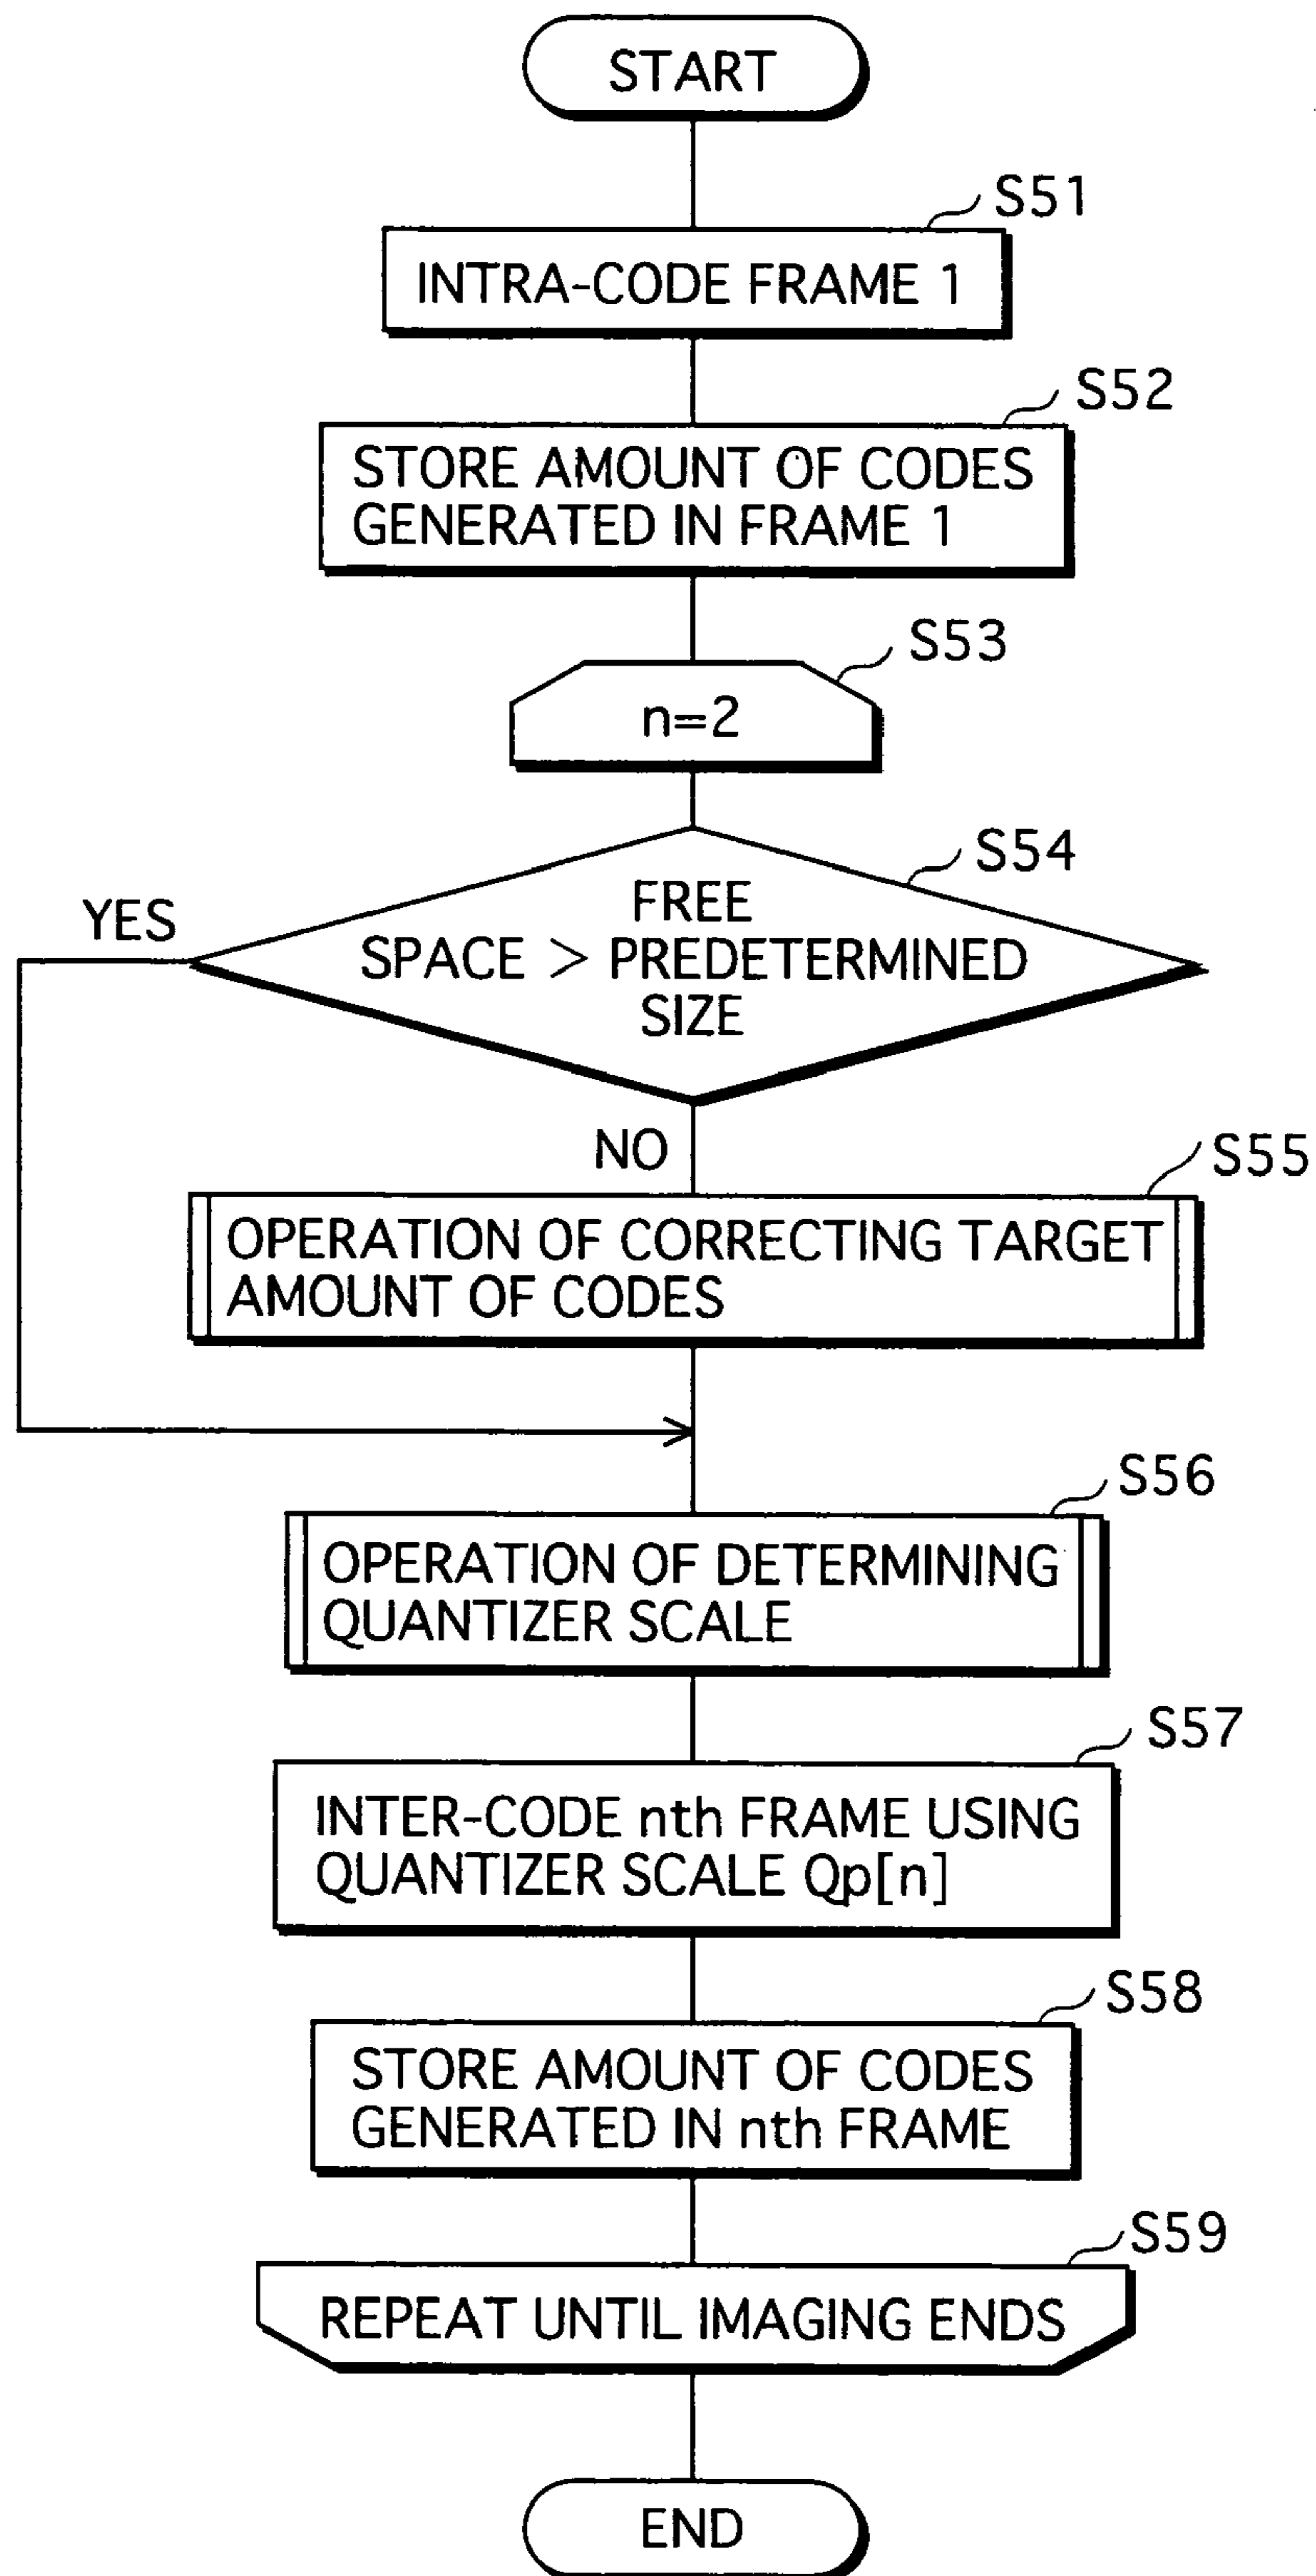 START
S51
INTRA-CODE FRAME 1
S52
STORE AMOUNT OF CODES
GENERATED IN FRAME 1
S53
n=2
S54
YES
FREE
SPACE > PREDETERMINED
SIZE
NO
S55
OPERATION OF CORRECTING TARGET
AMOUNT OF CODES
S56
OPERATION OF DETERMINING
QUANTIZER SCALE
S57
INTER-CODE nth FRAME USING
QUANTIZER SCALE Qp[n]
S58
STORE AMOUNT OF CODES
GENERATED IN nth FRAME
S59
REPEAT UNTIL IMAGING ENDS
END